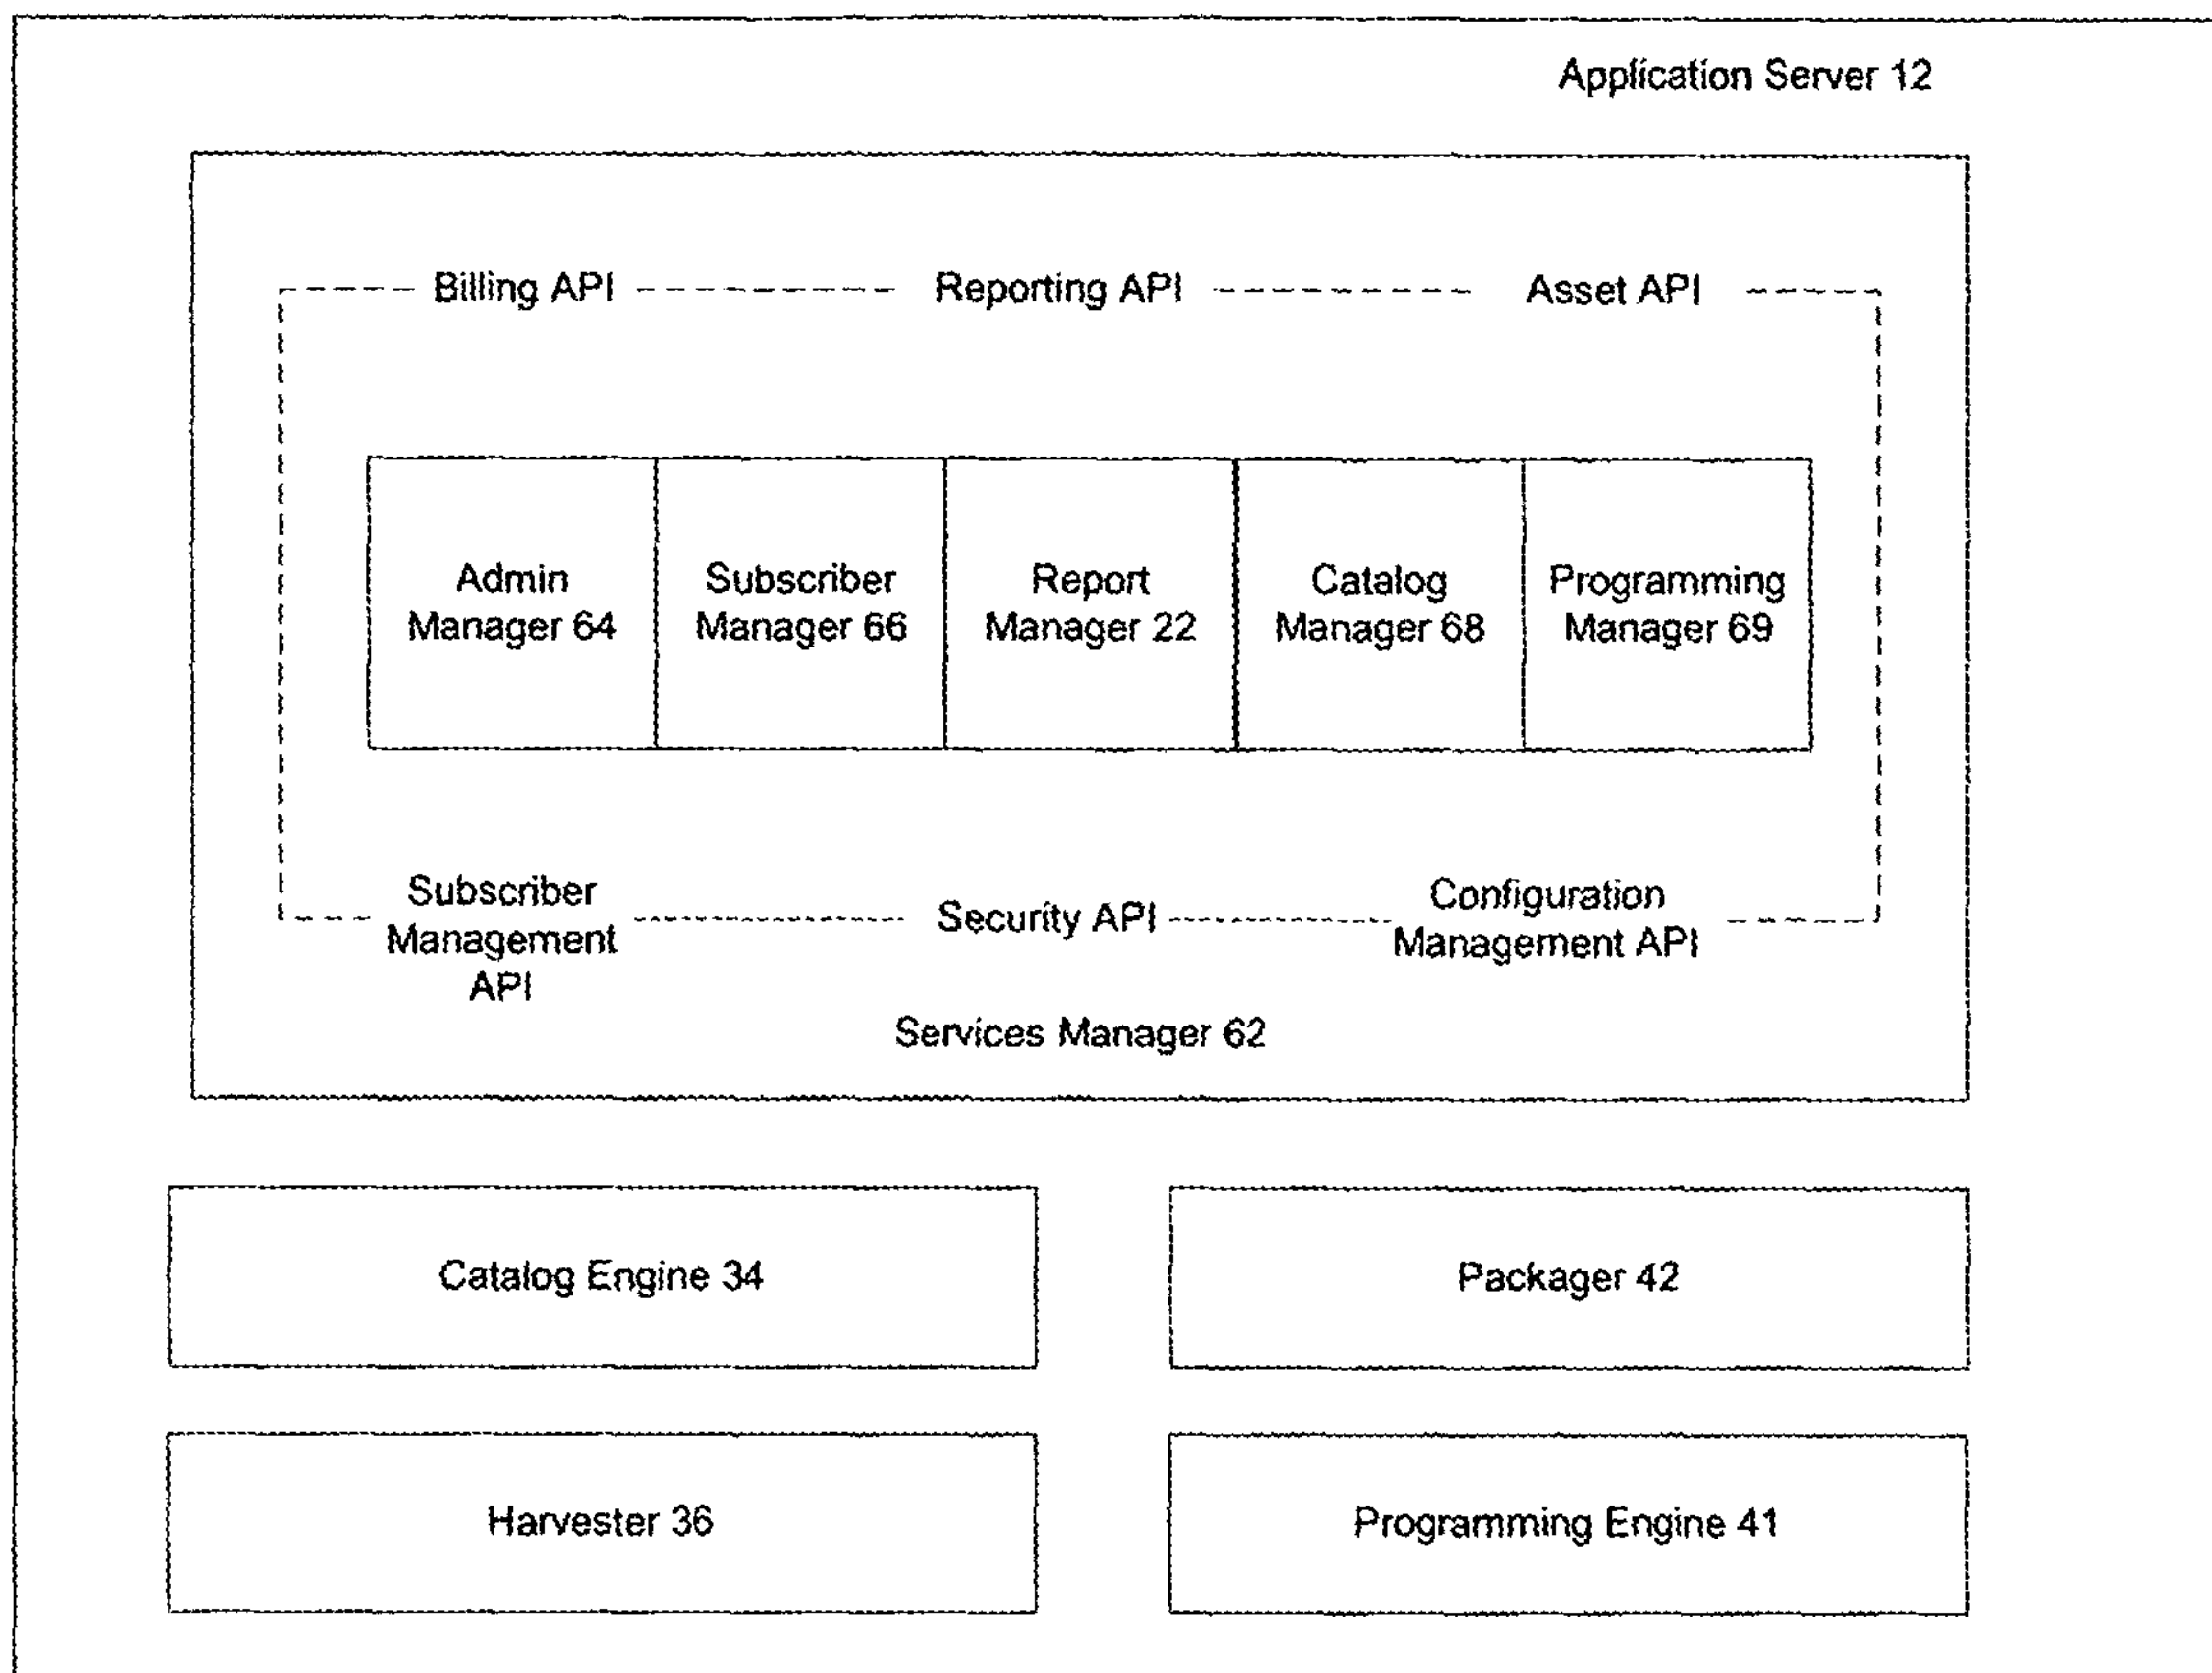 Application Server 12
Billing API
Reporting API
Asset API
Admin
Manager 64
Subscriber
Manager 66
Report
Manager 22
Catalog
Manager 68
Programming
Manager 69
Subscriber
Management
API
Security API
Configuration
Management API
Services Manager 62
Catalog Engine 34
Packager 42
Harvester 36
Programming Engine 41